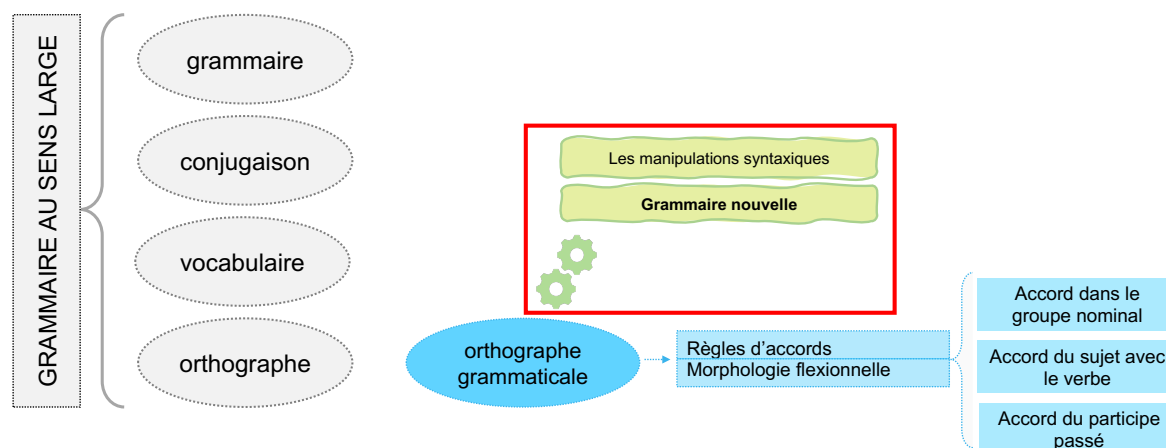 GRAMMAIRE AU SENS LARGE
grammaire
conjugaison
vocabulaire
orthographe
Les manipulations syntaxiques
Grammaire nouvelle
orthographe
grammaticale
Règles d'accords
Morphologie flexionnelle
Accord dans le
groupe nominal
Accord du sujet avec
le verbe
Accord du participe
passé